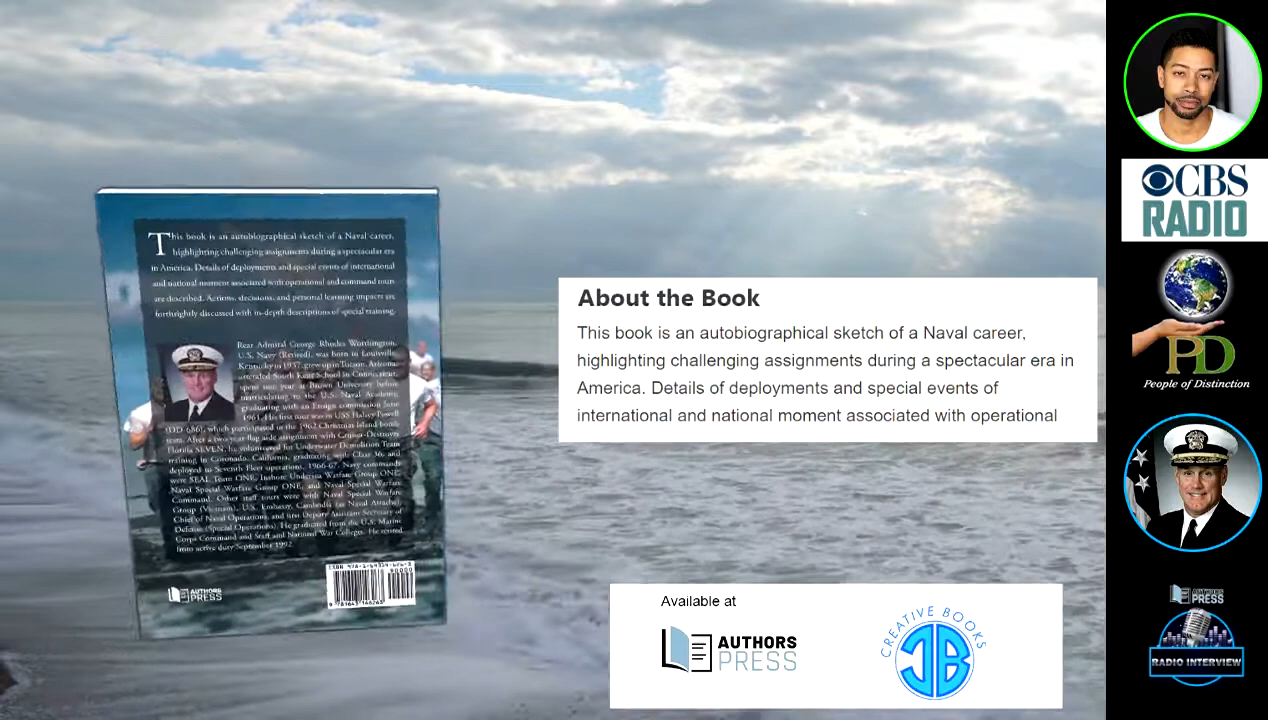 This book is an autobiographical sketch of a Naval career,
highlighting challenging assignments during a spectacular era
in America. Details of deployments and special events of international
and national moment associated with operational and command tours
are described. Actions, decisions, and personal learning impacts are
forthrightly discussed with in-depth descriptions of special training.
Rear Admiral George Rhodes Worthington,
U.S. Navy (Retired), was born in Louisville,
Kentucky in 1937, grew up in Tucson, Arizona,
attended South Kent School in Connecticut,
spent one year at Brown University before
matriculating to the U.S. Naval Academy,
graduating with an Ensign commission June
1961. His first tour was in USS Halsey Powell
(DD-686), which participated in the 1962 Christmas Island bomb
tests. After a two-year flag aide assignment with Cruiser-Destroyer
Flotilla SEVEN, he volunteered for Underwater Demolition Team
training in Coronado, California, graduating with Class 36, and
deployed to Seventh Fleet operations, 1966-67. Navy commands
were SEAL Team ONE, Inshore Undersea Warfare Group ONE,
Naval Special Warfare Group ONE, and Naval Special Warfare
Command. Other staff tours were with Naval Special Warfare
Group (Vietnam), U.S. Embassy, Cambodia (as Naval Attache),
Chief of Naval Operations, and first Deputy Assistant Secretary of
Defense (Special Operations). He graduated from the U.S. Marine
Corps Command and Staff and National War Colleges. He retired
from active duty September 1992.
AUTHORS
PRESS
90000
About the Book
This book is an autobiographical sketch of a Naval career,
highlighting challenging assignments during a spectacular era in
America. Details of deployments and special events of
international and national moment associated with operational
Available at
AUTHORS
PRESS
CREATIVE BOOKS
CB
CBS
RADIO
PD
People of Distinction
AUTHORS
PRESS
RADIO INTERVIEW